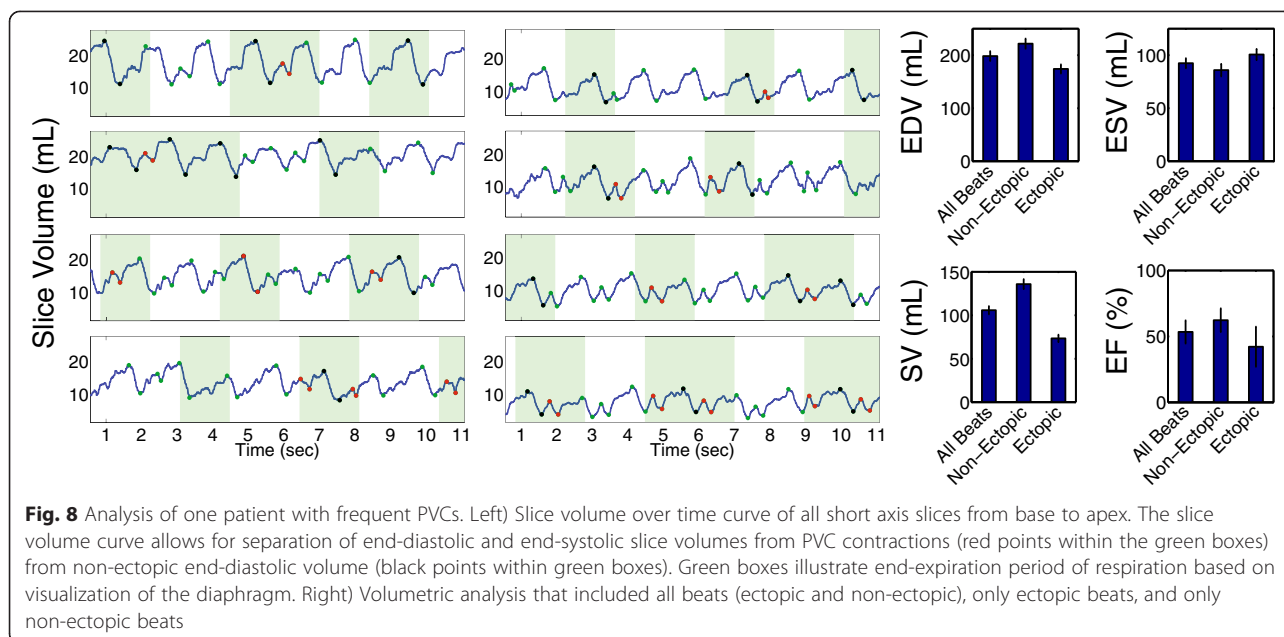 Slice Volume (mL)
20
10
20
10
20
10
20
10
1 2 3 4 5 6 7 8 9 10 11
Time (sec)
20
10
20
10
20
10
20
10
1 2 3 4 5 6 7 8 9 10 11
Time (sec)
EDV (mL)
200
100
0
All Beats
Non-Ectopic
Ectopic
ESV (mL)
100
50
0
All Beats
Non-Ectopic
Ectopic
SV (mL)
150
100
50
0
All Beats
Non-Ectopic
Ectopic
EF (%)
100
50
0
All Beats
Non-Ectopic
Ectopic
Fig. 8 Analysis of one patient with frequent PVCs. Left) Slice volume over time curve of all short axis slices from base to apex. The slice
volume curve allows for separation of end-diastolic and end-systolic slice volumes from PVC contractions (red points within the green boxes)
from non-ectopic end-diastolic volume (black points within green boxes). Green boxes illustrate end-expiration period of respiration based on
visualization of the diaphragm. Right) Volumetric analysis that included all beats (ectopic and non-ectopic), only ectopic beats, and only
non-ectopic beats